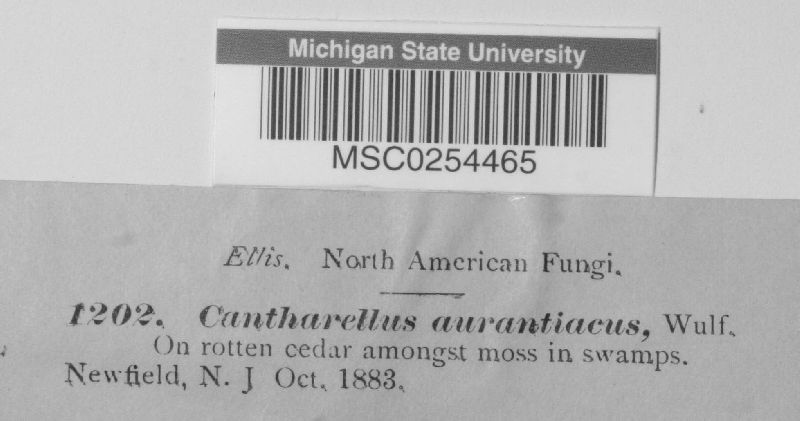 Michigan State University
MSC0254465
Ellis. North American Fungi.
1202. Cantharellus aurantiacus, Wulf.
On rotten cedar amongst moss in swamps.
Newfield, N. J Oct. 1883.